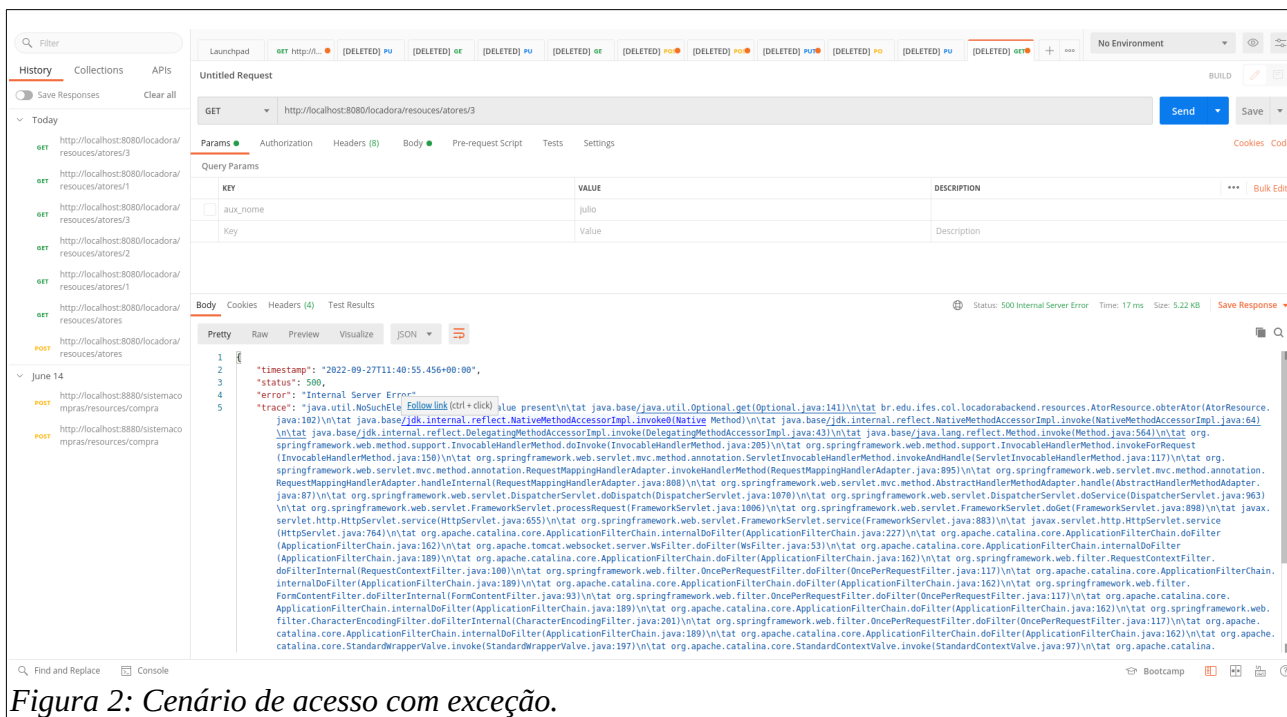 Filter
Launchpad GET http://l... [DELETED] PU [DELETED] GE [DELETED] PU [DELETED] GE [DELETED] POS [DELETED] POS [DELETED] PUT [DELETED] PO [DELETED] PU [DELETED] GET + ooo No Environment
History Collections APIs
Untitled Request BUILD
Save Responses Clear all
GET http://localhost:8080/locadora/resouces/atores/3 Send Save
Today
GET http://localhost:8080/locadora/
resouces/atores/3
GET http://localhost:8080/locadora/
resouces/atores/1
GET http://localhost:8080/locadora/
resouces/atores/3
GET http://localhost:8080/locadora/
resouces/atores/2
GET http://localhost:8080/locadora/
resouces/atores/1
GET http://localhost:8080/locadora/
resouces/atores
POST http://localhost:8080/locadora/
resouces/atores
June 14
POST http://localhost:8880/sistemaco
mpras/resources/compra
POST http://localhost:8880/sistemaco
mpras/resources/compra
Params Authorization Headers (8) Body Pre-request Script Tests Settings Cookies Cod
Query Params
KEY VALUE DESCRIPTION ••• Bulk Edit
aux_nome julio
Key Value Description
Body Cookies Headers (4) Test Results Status: 500 Internal Server Error Time: 17 ms Size: 5.22 KB Save Response
Pretty Raw Preview Visualize JSON
1 {
2 "timestamp": "2022-09-27T11:40:55.456+00:00",
3 "status": 500,
4 "error": "Internal Server Error",
Follow link (ctrl + click)
5 "trace": "java.util.NoSuchEle alue present\n\tat java.base/java.util.Optional.get(Optional.java:141)\n\tat br.edu.ifes.col.locadorabackend.resources.AtorResource.obterAtor(AtorResource.
java:102)\n\tat java.base/jdk.internal.reflect.NativeMethodAccessorImpl.invoke0(Native Method)\n\tat java.base/jdk.internal.reflect.NativeMethodAccessorImpl.invoke(NativeMethodAccessorImpl.java:64)
\n\tat java.base/jdk.internal.reflect.DelegatingMethodAccessorImpl.invoke(DelegatingMethodAccessorImpl.java:43)\n\tat java.base/java.lang.reflect.Method.invoke(Method.java:564)\n\tat org.
springframework.web.method.support.InvocableHandlerMethod.doInvoke(InvocableHandlerMethod.java:205)\n\tat org.springframework.web.method.support.InvocableHandlerMethod.invokeForRequest
(InvocableHandlerMethod.java:150)\n\tat org.springframework.web.servlet.mvc.method.annotation.ServletInvocableHandlerMethod.invokeAndHandle(ServletInvocableHandlerMethod.java:117)\n\tat org.
springframework.web.servlet.mvc.method.annotation.RequestMappingHandlerAdapter.invokeHandlerMethod(RequestMappingHandlerAdapter.java:895)\n\tat org.springframework.web.servlet.mvc.method.annotation.
RequestMappingHandlerAdapter.handleInternal(RequestMappingHandlerAdapter.java:808)\n\tat org.springframework.web.servlet.mvc.method.AbstractHandlerMethodAdapter.handle(AbstractHandlerMethodAdapter.
java:87)\n\tat org.springframework.web.servlet.DispatcherServlet.doDispatch(DispatcherServlet.java:1070)\n\tat org.springframework.web.servlet.DispatcherServlet.doService(DispatcherServlet.java:963)
\n\tat org.springframework.web.servlet.FrameworkServlet.processRequest(FrameworkServlet.java:1006)\n\tat org.springframework.web.servlet.FrameworkServlet.doGet(FrameworkServlet.java:898)\n\tat javax.
servlet.http.HttpServlet.service(HttpServlet.java:655)\n\tat org.springframework.web.servlet.FrameworkServlet.service(FrameworkServlet.java:883)\n\tat javax.servlet.http.HttpServlet.service
(HttpServlet.java:764)\n\tat org.apache.catalina.core.ApplicationFilterChain.internalDoFilter(ApplicationFilterChain.java:227)\n\tat org.apache.catalina.core.ApplicationFilterChain.doFilter
(ApplicationFilterChain.java:162)\n\tat org.apache.tomcat.websocket.server.WsFilter.doFilter(WsFilter.java:53)\n\tat org.apache.catalina.core.ApplicationFilterChain.internalDoFilter
(ApplicationFilterChain.java:189)\n\tat org.apache.catalina.core.ApplicationFilterChain.doFilter(ApplicationFilterChain.java:162)\n\tat org.springframework.web.filter.RequestContextFilter.
doFilterInternal(RequestContextFilter.java:100)\n\tat org.springframework.web.filter.OncePerRequestFilter.doFilter(OncePerRequestFilter.java:117)\n\tat org.apache.catalina.core.ApplicationFilterChain.
internalDoFilter(ApplicationFilterChain.java:189)\n\tat org.apache.catalina.core.ApplicationFilterChain.doFilter(ApplicationFilterChain.java:162)\n\tat org.springframework.web.filter.
FormContentFilter.doFilterInternal(FormContentFilter.java:93)\n\tat org.springframework.web.filter.OncePerRequestFilter.doFilter(OncePerRequestFilter.java:117)\n\tat org.apache.catalina.core.
ApplicationFilterChain.internalDoFilter(ApplicationFilterChain.java:189)\n\tat org.apache.catalina.core.ApplicationFilterChain.doFilter(ApplicationFilterChain.java:162)\n\tat org.springframework.web.
filter.CharacterEncodingFilter.doFilterInternal(CharacterEncodingFilter.java:201)\n\tat org.springframework.web.filter.OncePerRequestFilter.doFilter(OncePerRequestFilter.java:117)\n\tat org.apache.
catalina.core.ApplicationFilterChain.internalDoFilter(ApplicationFilterChain.java:189)\n\tat org.apache.catalina.core.ApplicationFilterChain.doFilter(ApplicationFilterChain.java:162)\n\tat org.apache.
catalina.core.StandardWrapperValve.invoke(StandardWrapperValve.java:197)\n\tat org.apache.catalina.core.StandardContextValve.invoke(StandardContextValve.java:97)\n\tat org.apache.catalina.
Find and Replace Console Bootcamp
Figura 2: Cenário de acesso com exceção.